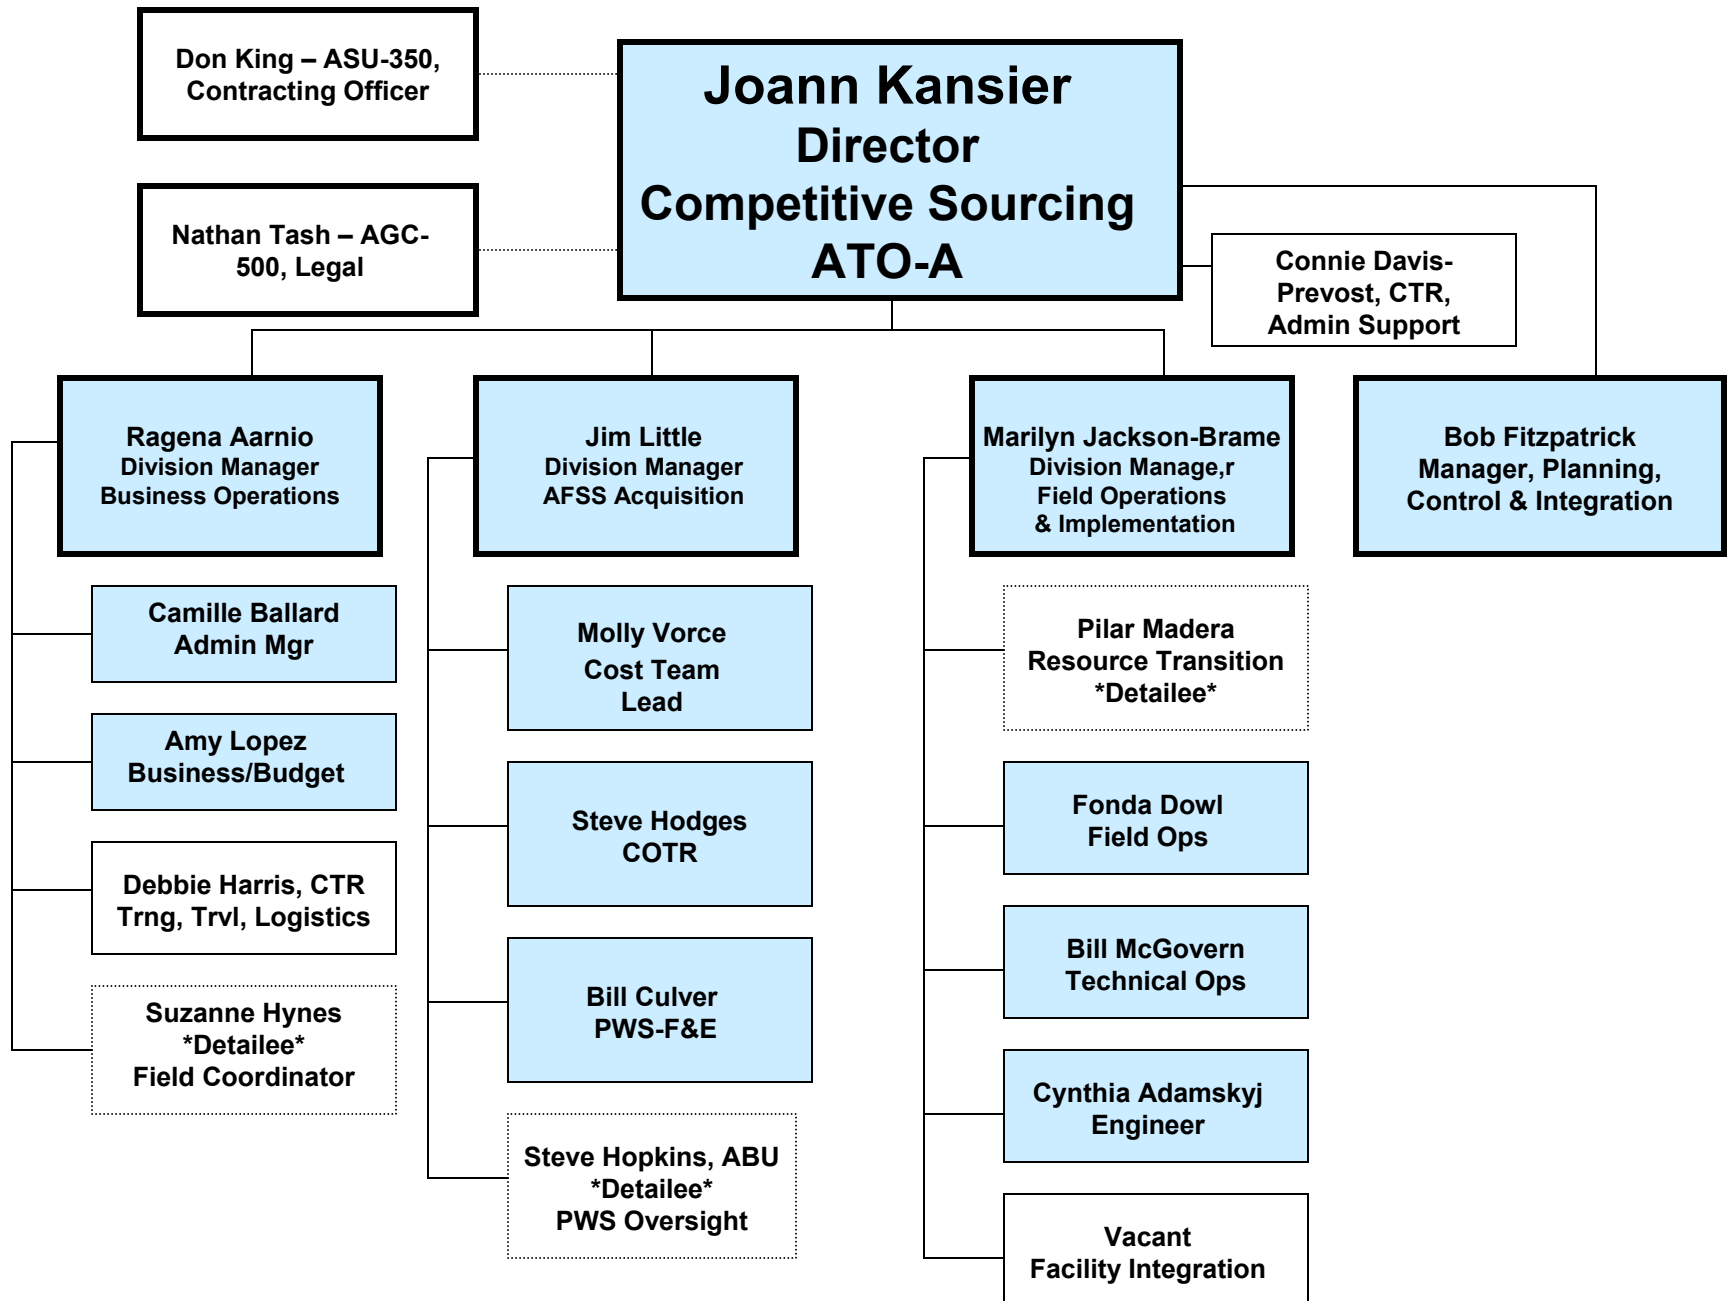 Don King – ASU-350,
Contracting Officer
Joann Kansier
Director
Competitive Sourcing
ATO-A
Nathan Tash – AGC-
500, Legal
Connie Davis-
Prevost, CTR,
Admin Support
Ragena Aarnio
Division Manager
Business Operations
Jim Little
Division Manager
AFSS Acquisition
Marilyn Jackson-Brame
Division Manage,r
Field Operations
& Implementation
Bob Fitzpatrick
Manager, Planning,
Control & Integration
Camille Ballard
Admin Mgr
Amy Lopez
Business/Budget
Debbie Harris, CTR
Trng, Trvl, Logistics
Suzanne Hynes
*Detailee*
Field Coordinator
Molly Vorce
Cost Team
Lead
Steve Hodges
COTR
Bill Culver
PWS-F&E
Steve Hopkins, ABU
*Detailee*
PWS Oversight
Pilar Madera
Resource Transition
*Detailee*
Fonda Dowl
Field Ops
Bill McGovern
Technical Ops
Cynthia Adamskyj
Engineer
Vacant
Facility Integration